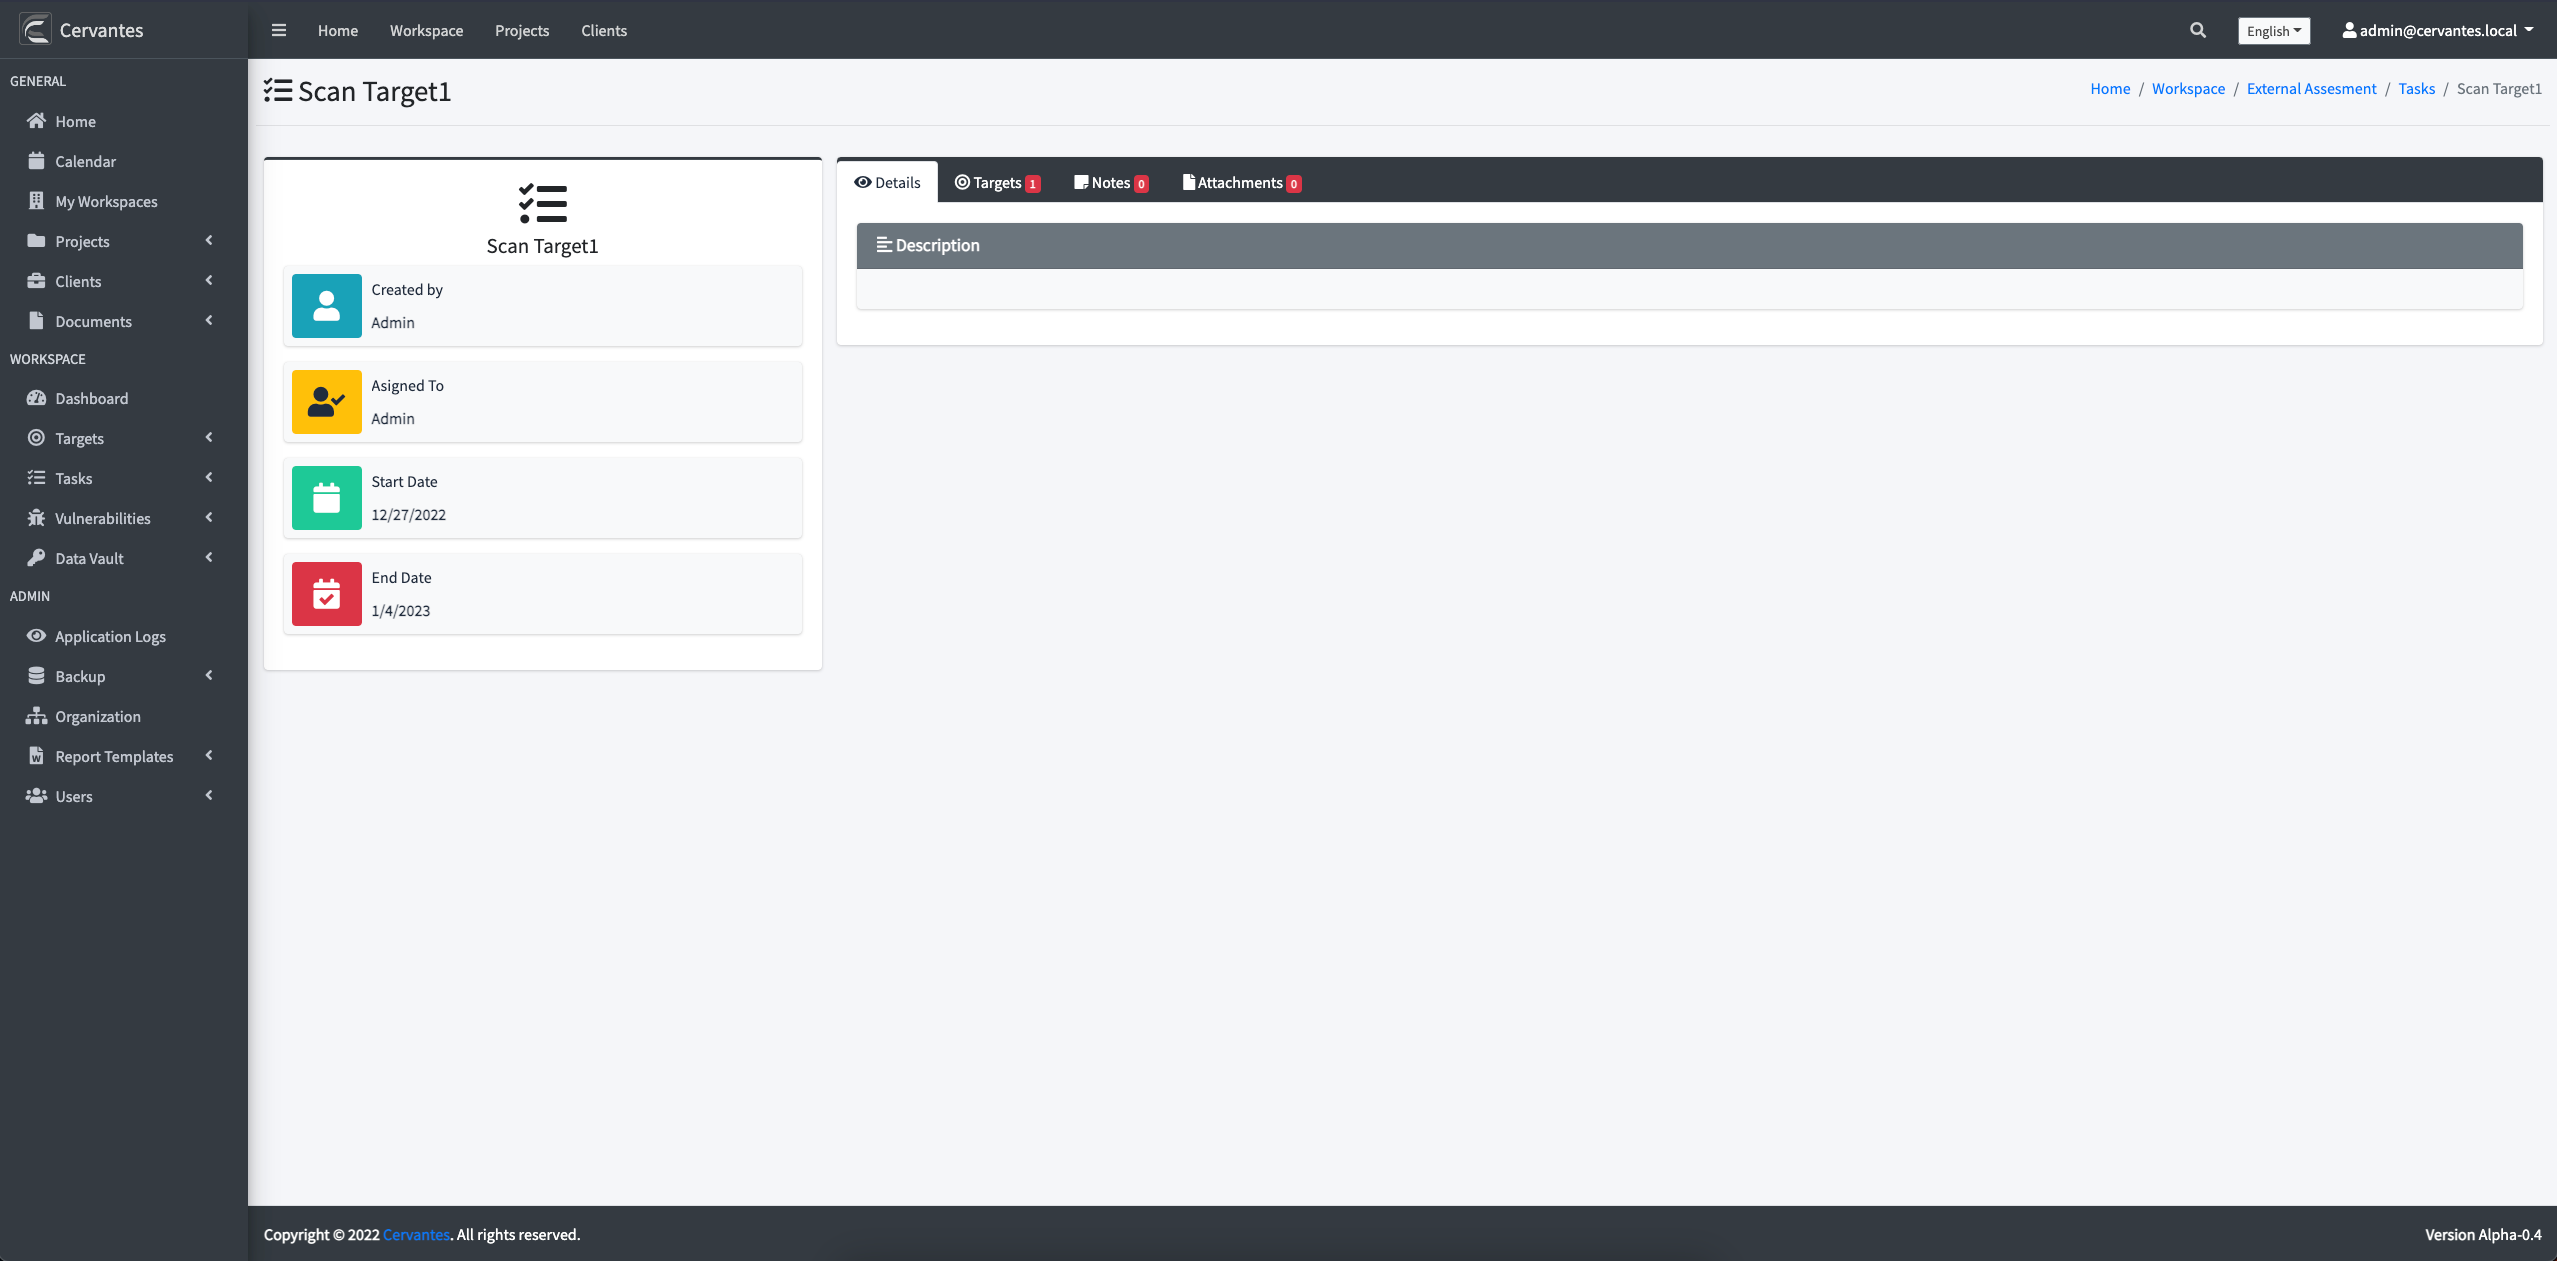 Cervantes
Home Workspace Projects Clients
English
admin@cervantes.local
GENERAL
Home
Calendar
My Workspaces
Projects
Clients
Documents
WORKSPACE
Dashboard
Targets
Tasks
Vulnerabilities
Data Vault
ADMIN
Application Logs
Backup
Organization
Report Templates
Users
Scan Target1
Home / Workspace / External Assesment / Tasks / Scan Target1
Scan Target1
Created by
Admin
Asigned To
Admin
Start Date
12/27/2022
End Date
1/4/2023
Details Targets 1 Notes 0 Attachments 0
Description
Copyright © 2022 Cervantes. All rights reserved.
Version Alpha-0.4